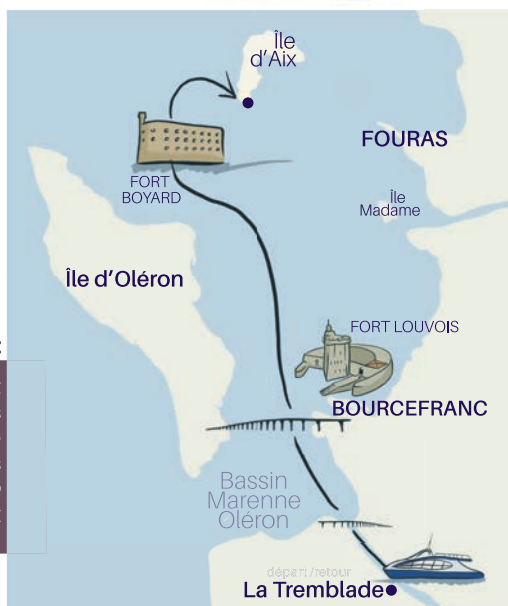 Île
d'Aix
FOURAS
FORT
BOYARD
Île
Madame
Île d'Oléron
FORT LOUVOIS
BOURCEFRANC
Bassin
Marenne
Oléron
départ/retour
La Tremblade